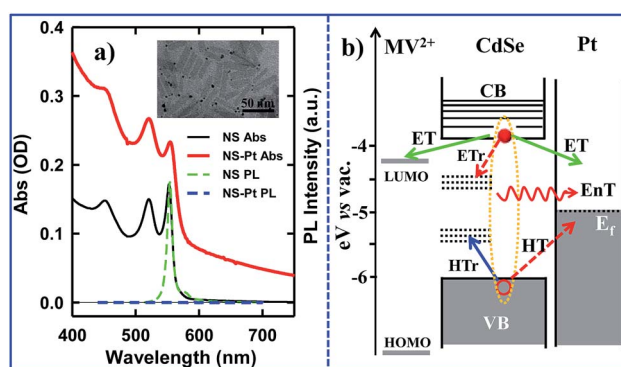 a)
50 nm
NS Abs
NS-Pt Abs
NS PL
NS-Pt PL
0.4
0.3
0.2
0.1
0.0
400 500 600 700
Abs (OD)
PL Intensity (a.u.)
Wavelength (nm)
b) MV2+ CdSe Pt
CB
-4
-5
-6
eV vs vac.
ET
ETr
ET
LUMO
EnT
HT
Ef
HTr
VB
HOMO